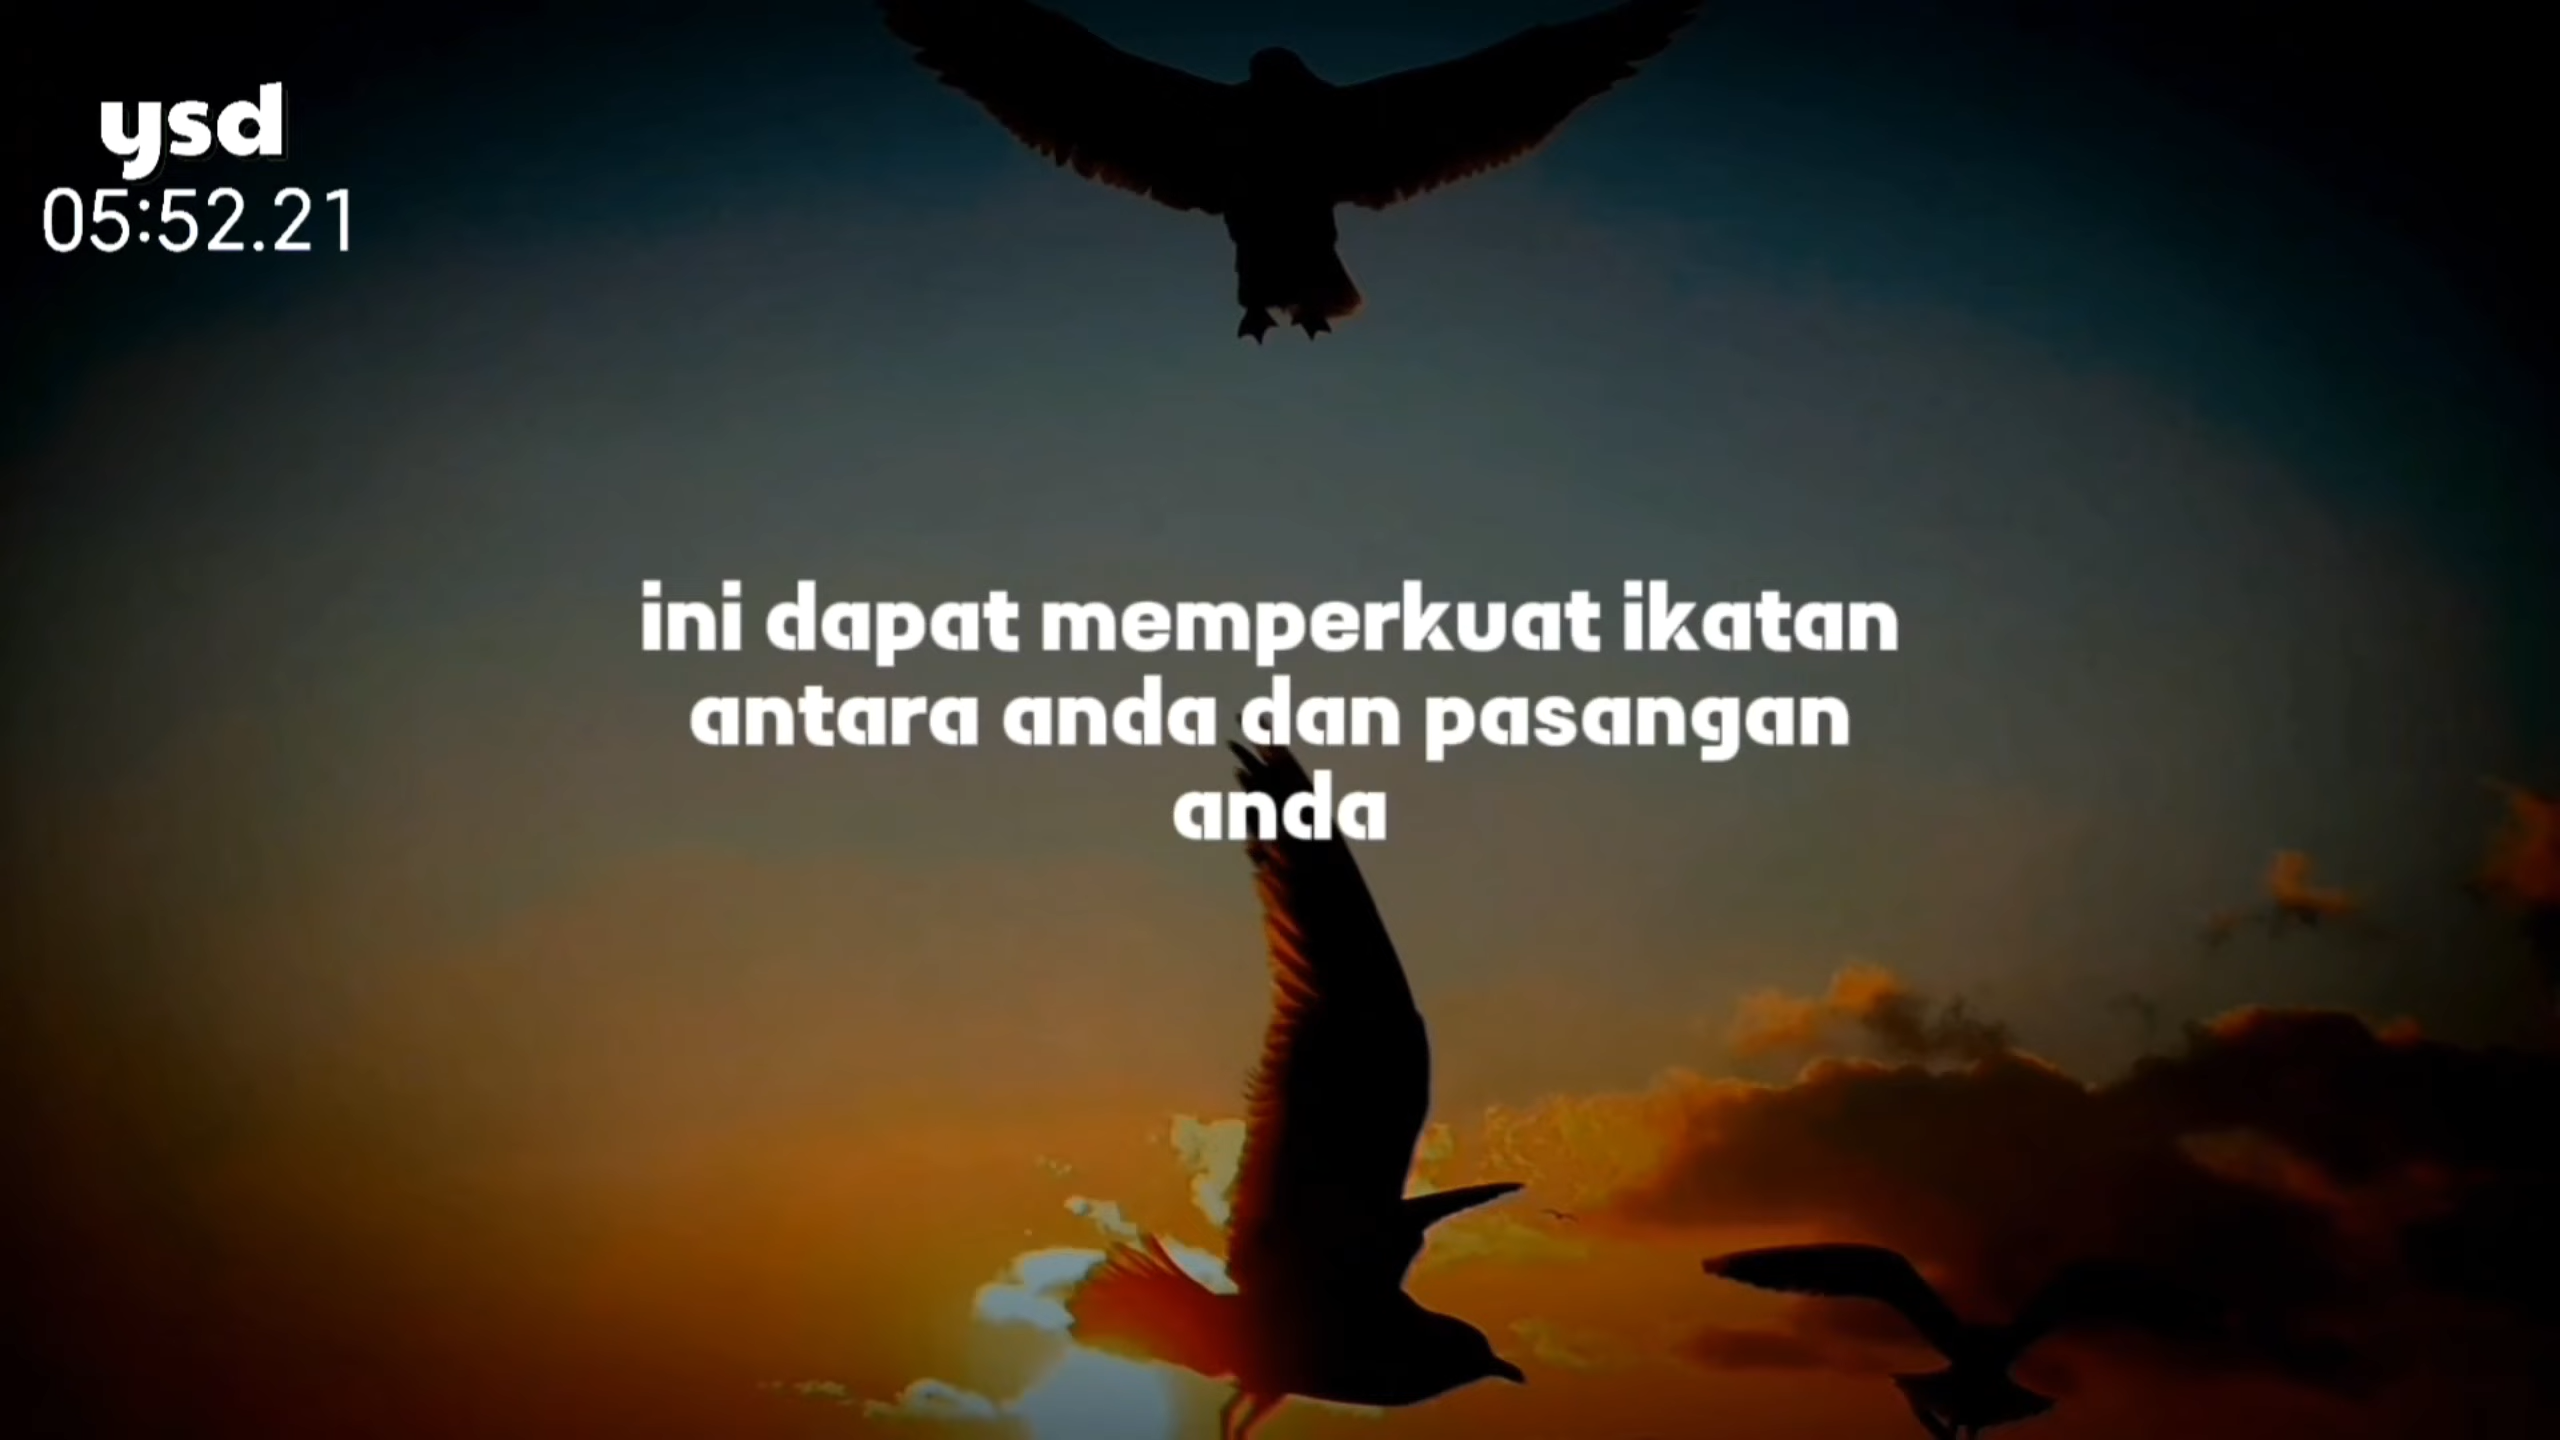 ysd
05:52.21
ini dapat memperkuat ikatan
antara anda dan pasangan
anda